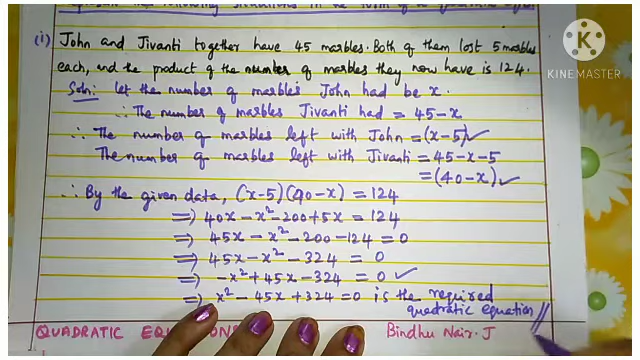 (i) John and Jivanti together have 45 marbles. Both of them lost 5 marbles
each, and the product of the number of marbles they now have is 124.
Soln: let the number of marbles John had be x.
∴ The number of marbles Jivanti had = 45-x
∴ The number of marbles left with John = (x-5) ✓
The number of marbles left with Jivanti = 45-x-5
= (40-x) ✓
∴ By the given data, (x-5)(40-x) = 124
⇒ 40x - x² - 200 + 5x = 124
⇒ 45x - x² - 200 - 124 = 0
⇒ 45x - x² - 324 = 0
⇒ -x² + 45x - 324 = 0 ✓
⇒ x² - 45x + 324 = 0 is the required
quadratic equation //
QUADRATIC EQUATIONS
Bindhu Nair. J
KINEMASTER